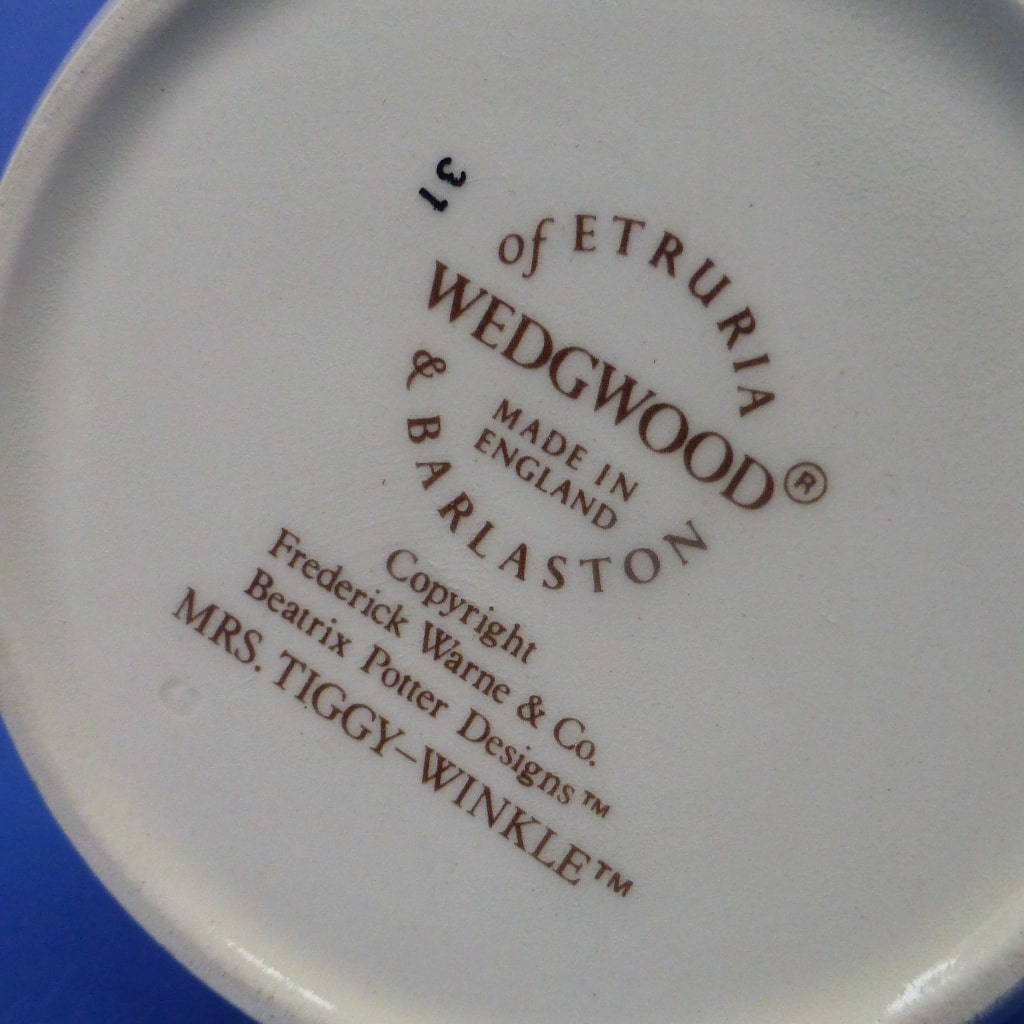 31
of ETRURIA
WEDGWOOD®
MADE IN
ENGLAND
& BARLASTON
Copyright
Frederick Warne & Co.
Beatrix Potter Designs™
MRS. TIGGY–WINKLE™